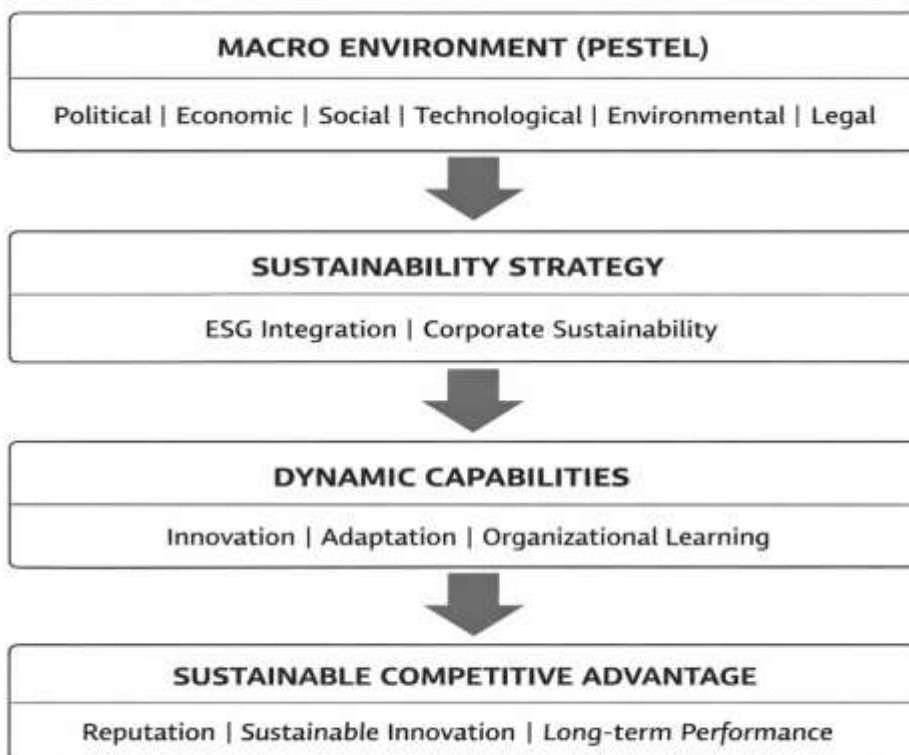 MACRO ENVIRONMENT (PESTEL)
Political | Economic | Social | Technological | Environmental | Legal
SUSTAINABILITY STRATEGY
ESG Integration | Corporate Sustainability
DYNAMIC CAPABILITIES
Innovation | Adaptation | Organizational Learning
SUSTAINABLE COMPETITIVE ADVANTAGE
Reputation | Sustainable Innovation | Long-term Performance